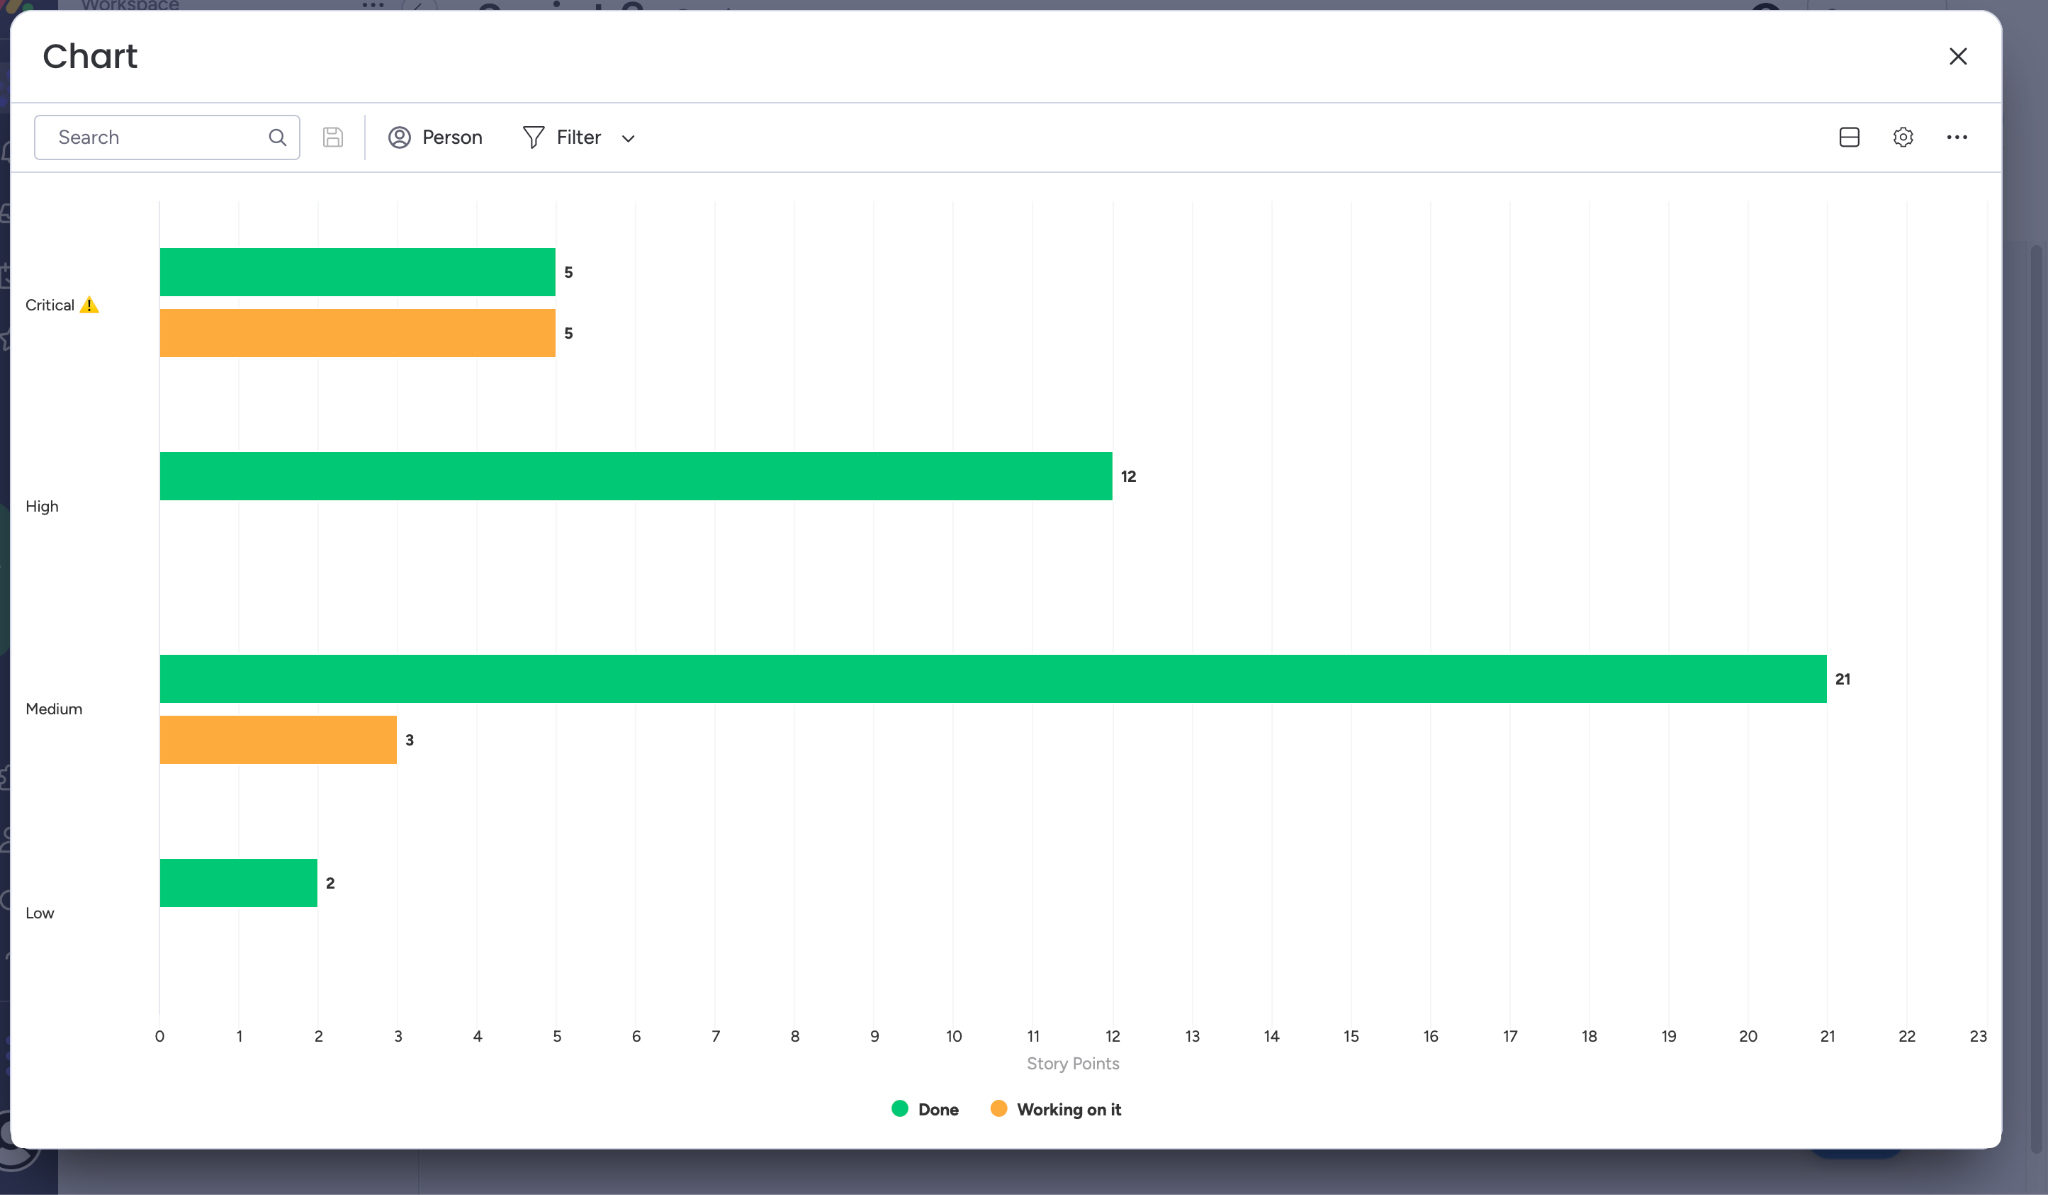 Workspace
Chart
Search
Person
Filter
5
Critical
5
12
High
21
Medium
3
2
Low
0 1 2 3 4 5 6 7 8 9 10 11 12 13 14 15 16 17 18 19 20 21 22 23
Story Points
Done
Working on it